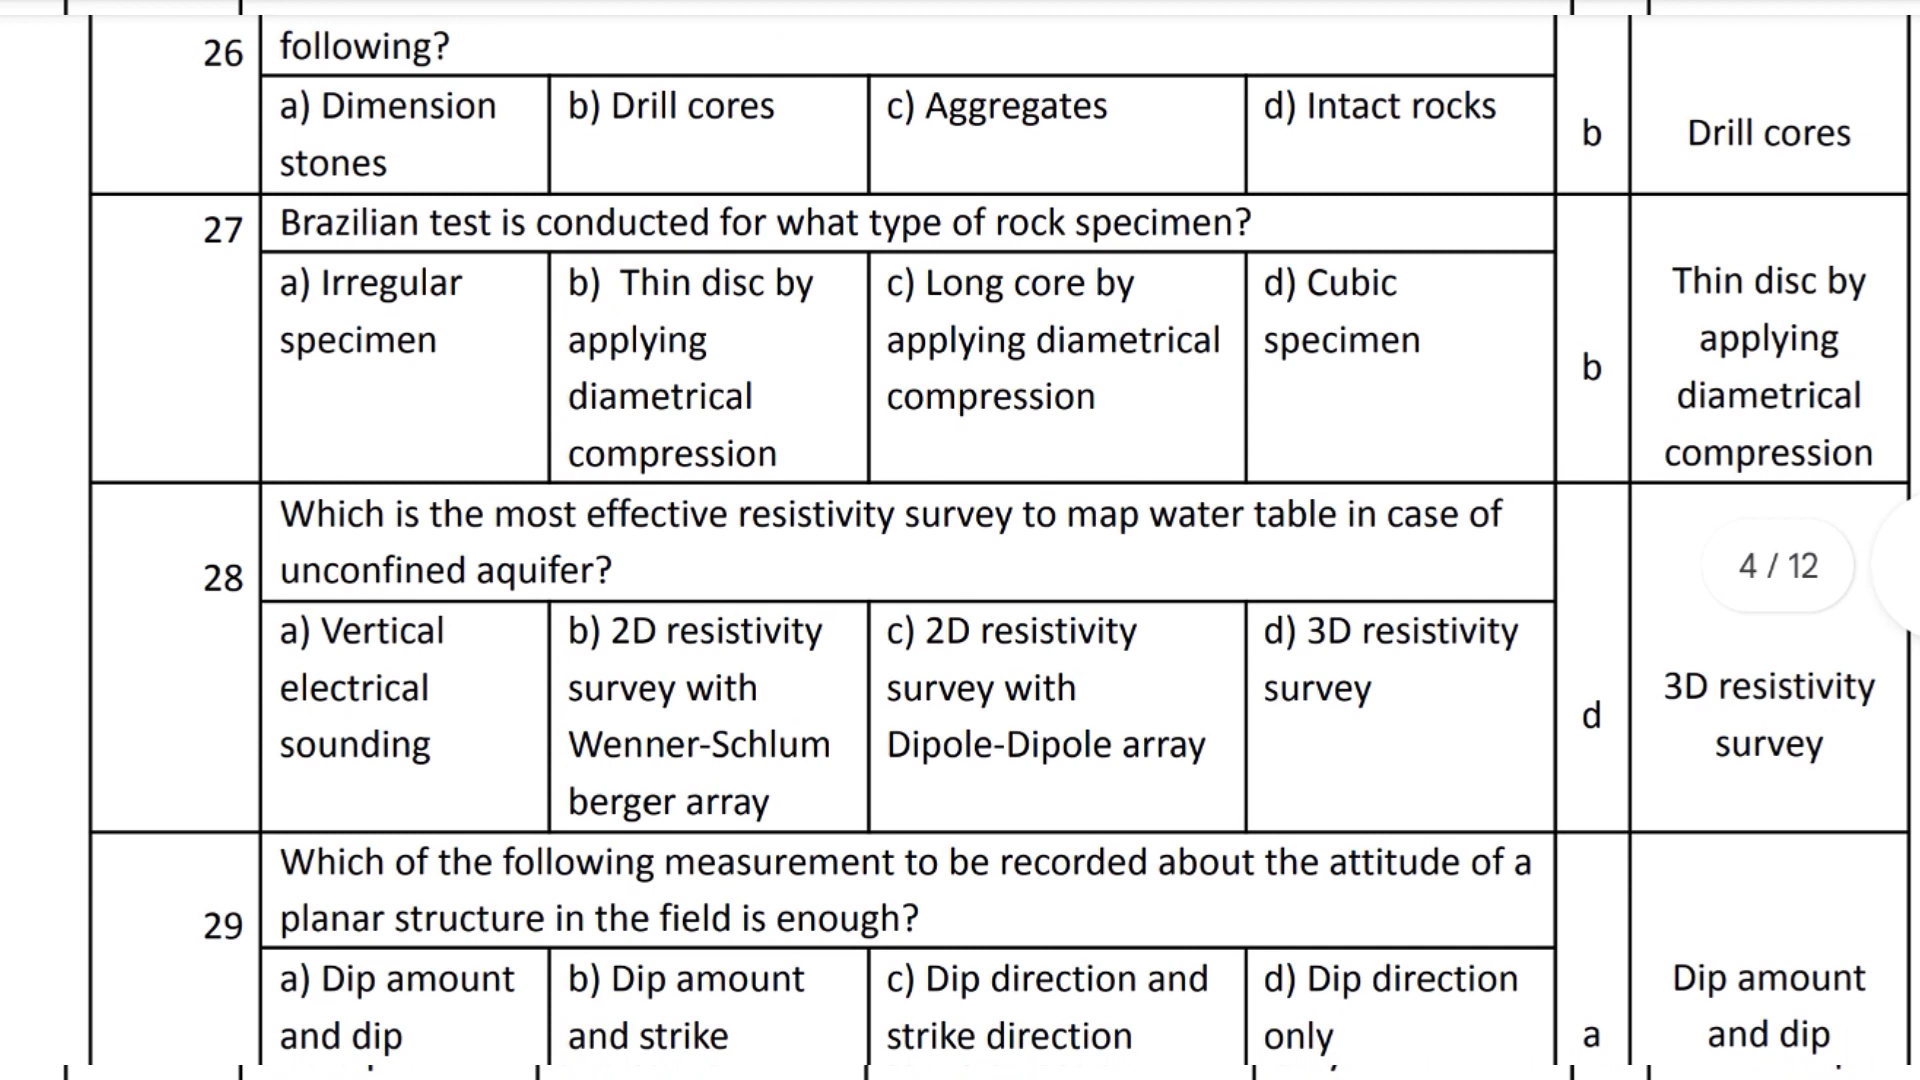 26
following?
a) Dimension
stones
b) Drill cores
c) Aggregates
d) Intact rocks
b
Drill cores
27
Brazilian test is conducted for what type of rock specimen?
a) Irregular
specimen
b) Thin disc by
applying
diametrical
compression
c) Long core by
applying diametrical
compression
d) Cubic
specimen
b
Thin disc by
applying
diametrical
compression
28
Which is the most effective resistivity survey to map water table in case of
unconfined aquifer?
a) Vertical
electrical
sounding
b) 2D resistivity
survey with
Wenner-Schlum
berger array
c) 2D resistivity
survey with
Dipole-Dipole array
d) 3D resistivity
survey
d
3D resistivity
survey
4 / 12
29
Which of the following measurement to be recorded about the attitude of a
planar structure in the field is enough?
a) Dip amount
and dip
b) Dip amount
and strike
c) Dip direction and
strike direction
d) Dip direction
only
a
Dip amount
and dip